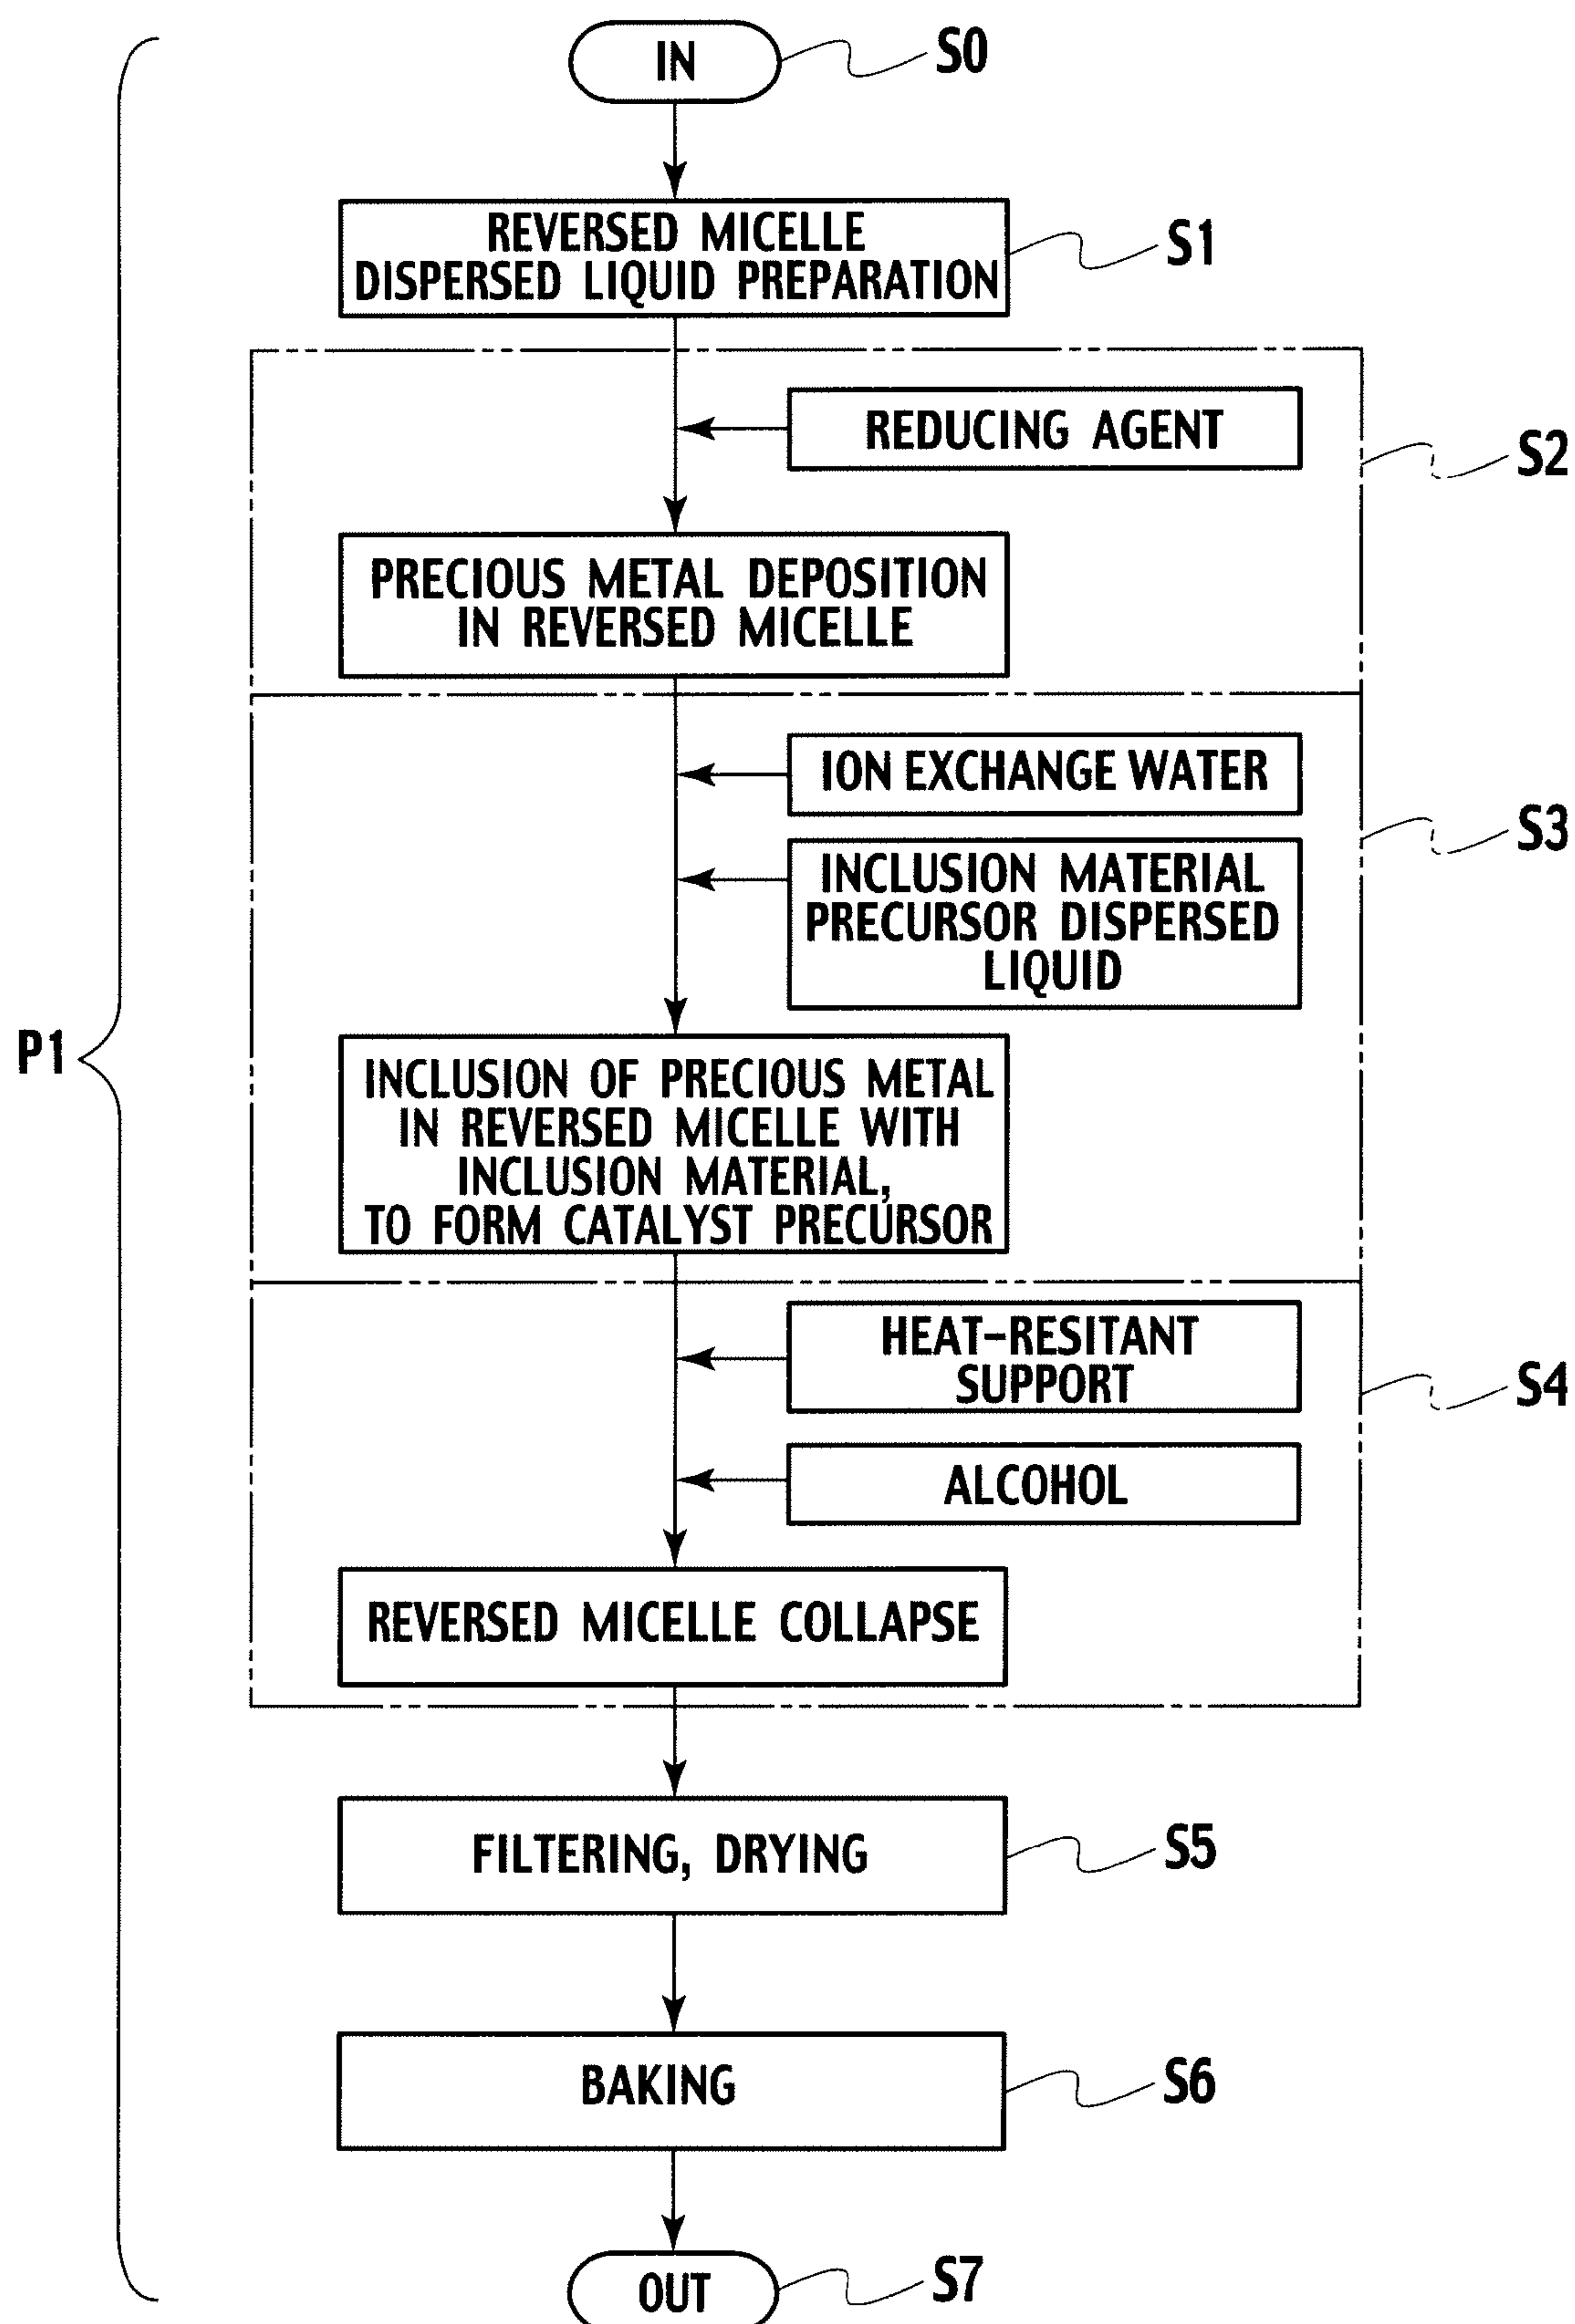 IN
S0
REVERSED MICELLE
DISPERSED LIQUID PREPARATION
S1
REDUCING AGENT
S2
PRECIOUS METAL DEPOSITION
IN REVERSED MICELLE
ION EXCHANGE WATER
S3
INCLUSION MATERIAL
PRECURSOR DISPERSED
LIQUID
P1
INCLUSION OF PRECIOUS METAL
IN REVERSED MICELLE WITH
INCLUSION MATERIAL,
TO FORM CATALYST PRECURSOR
HEAT-RESITANT
SUPPORT
S4
ALCOHOL
REVERSED MICELLE COLLAPSE
FILTERING, DRYING
S5
BAKING
S6
OUT
S7